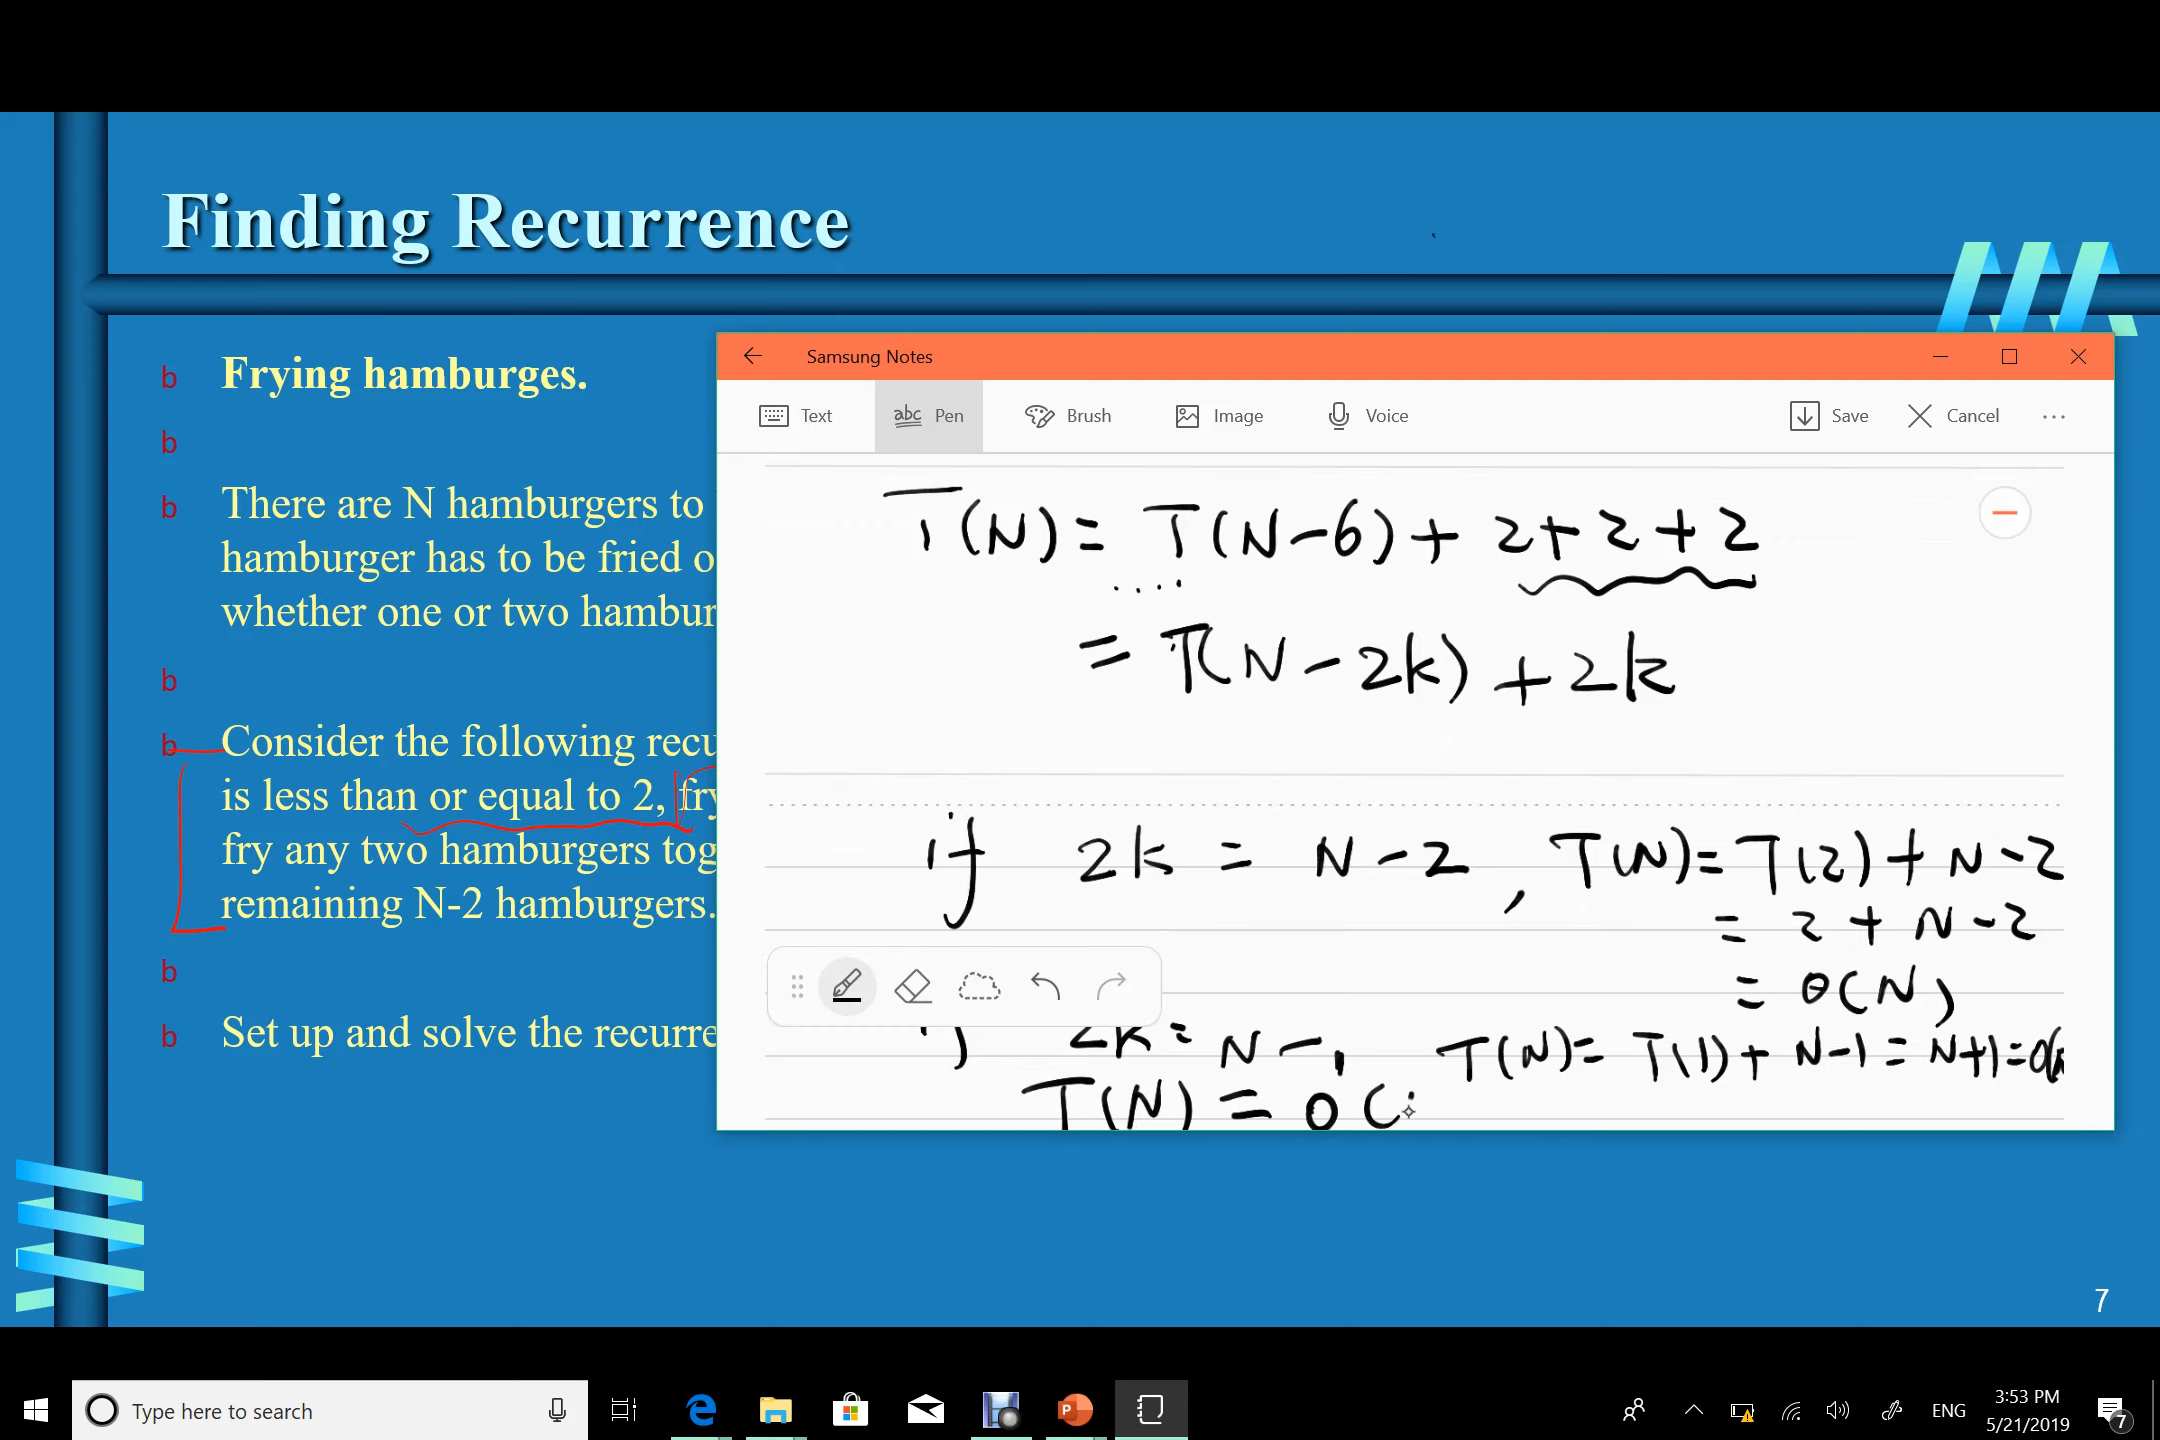 Finding Recurrence
b Frying hamburges.
b
b There are N hamburgers to
hamburger has to be fried o
whether one or two hambur
b
b Consider the following recu
is less than or equal to 2, fry
fry any two hamburgers tog
remaining N-2 hamburgers.
b
b Set up and solve the recurre
Samsung Notes
Text Pen Brush Image Voice Save Cancel
T(N) = T(N-6) + 2+2+2
....
= T(N-2k) + 2k
if 2k = N-2, T(N)= T(2)+N-2
= 2 + N-2
= θ(N)
2k= N-1, T(N)= T(1)+ N-1 = N+1=
T(N) = O(
7
Type here to search
ENG
3:53 PM
5/21/2019
7